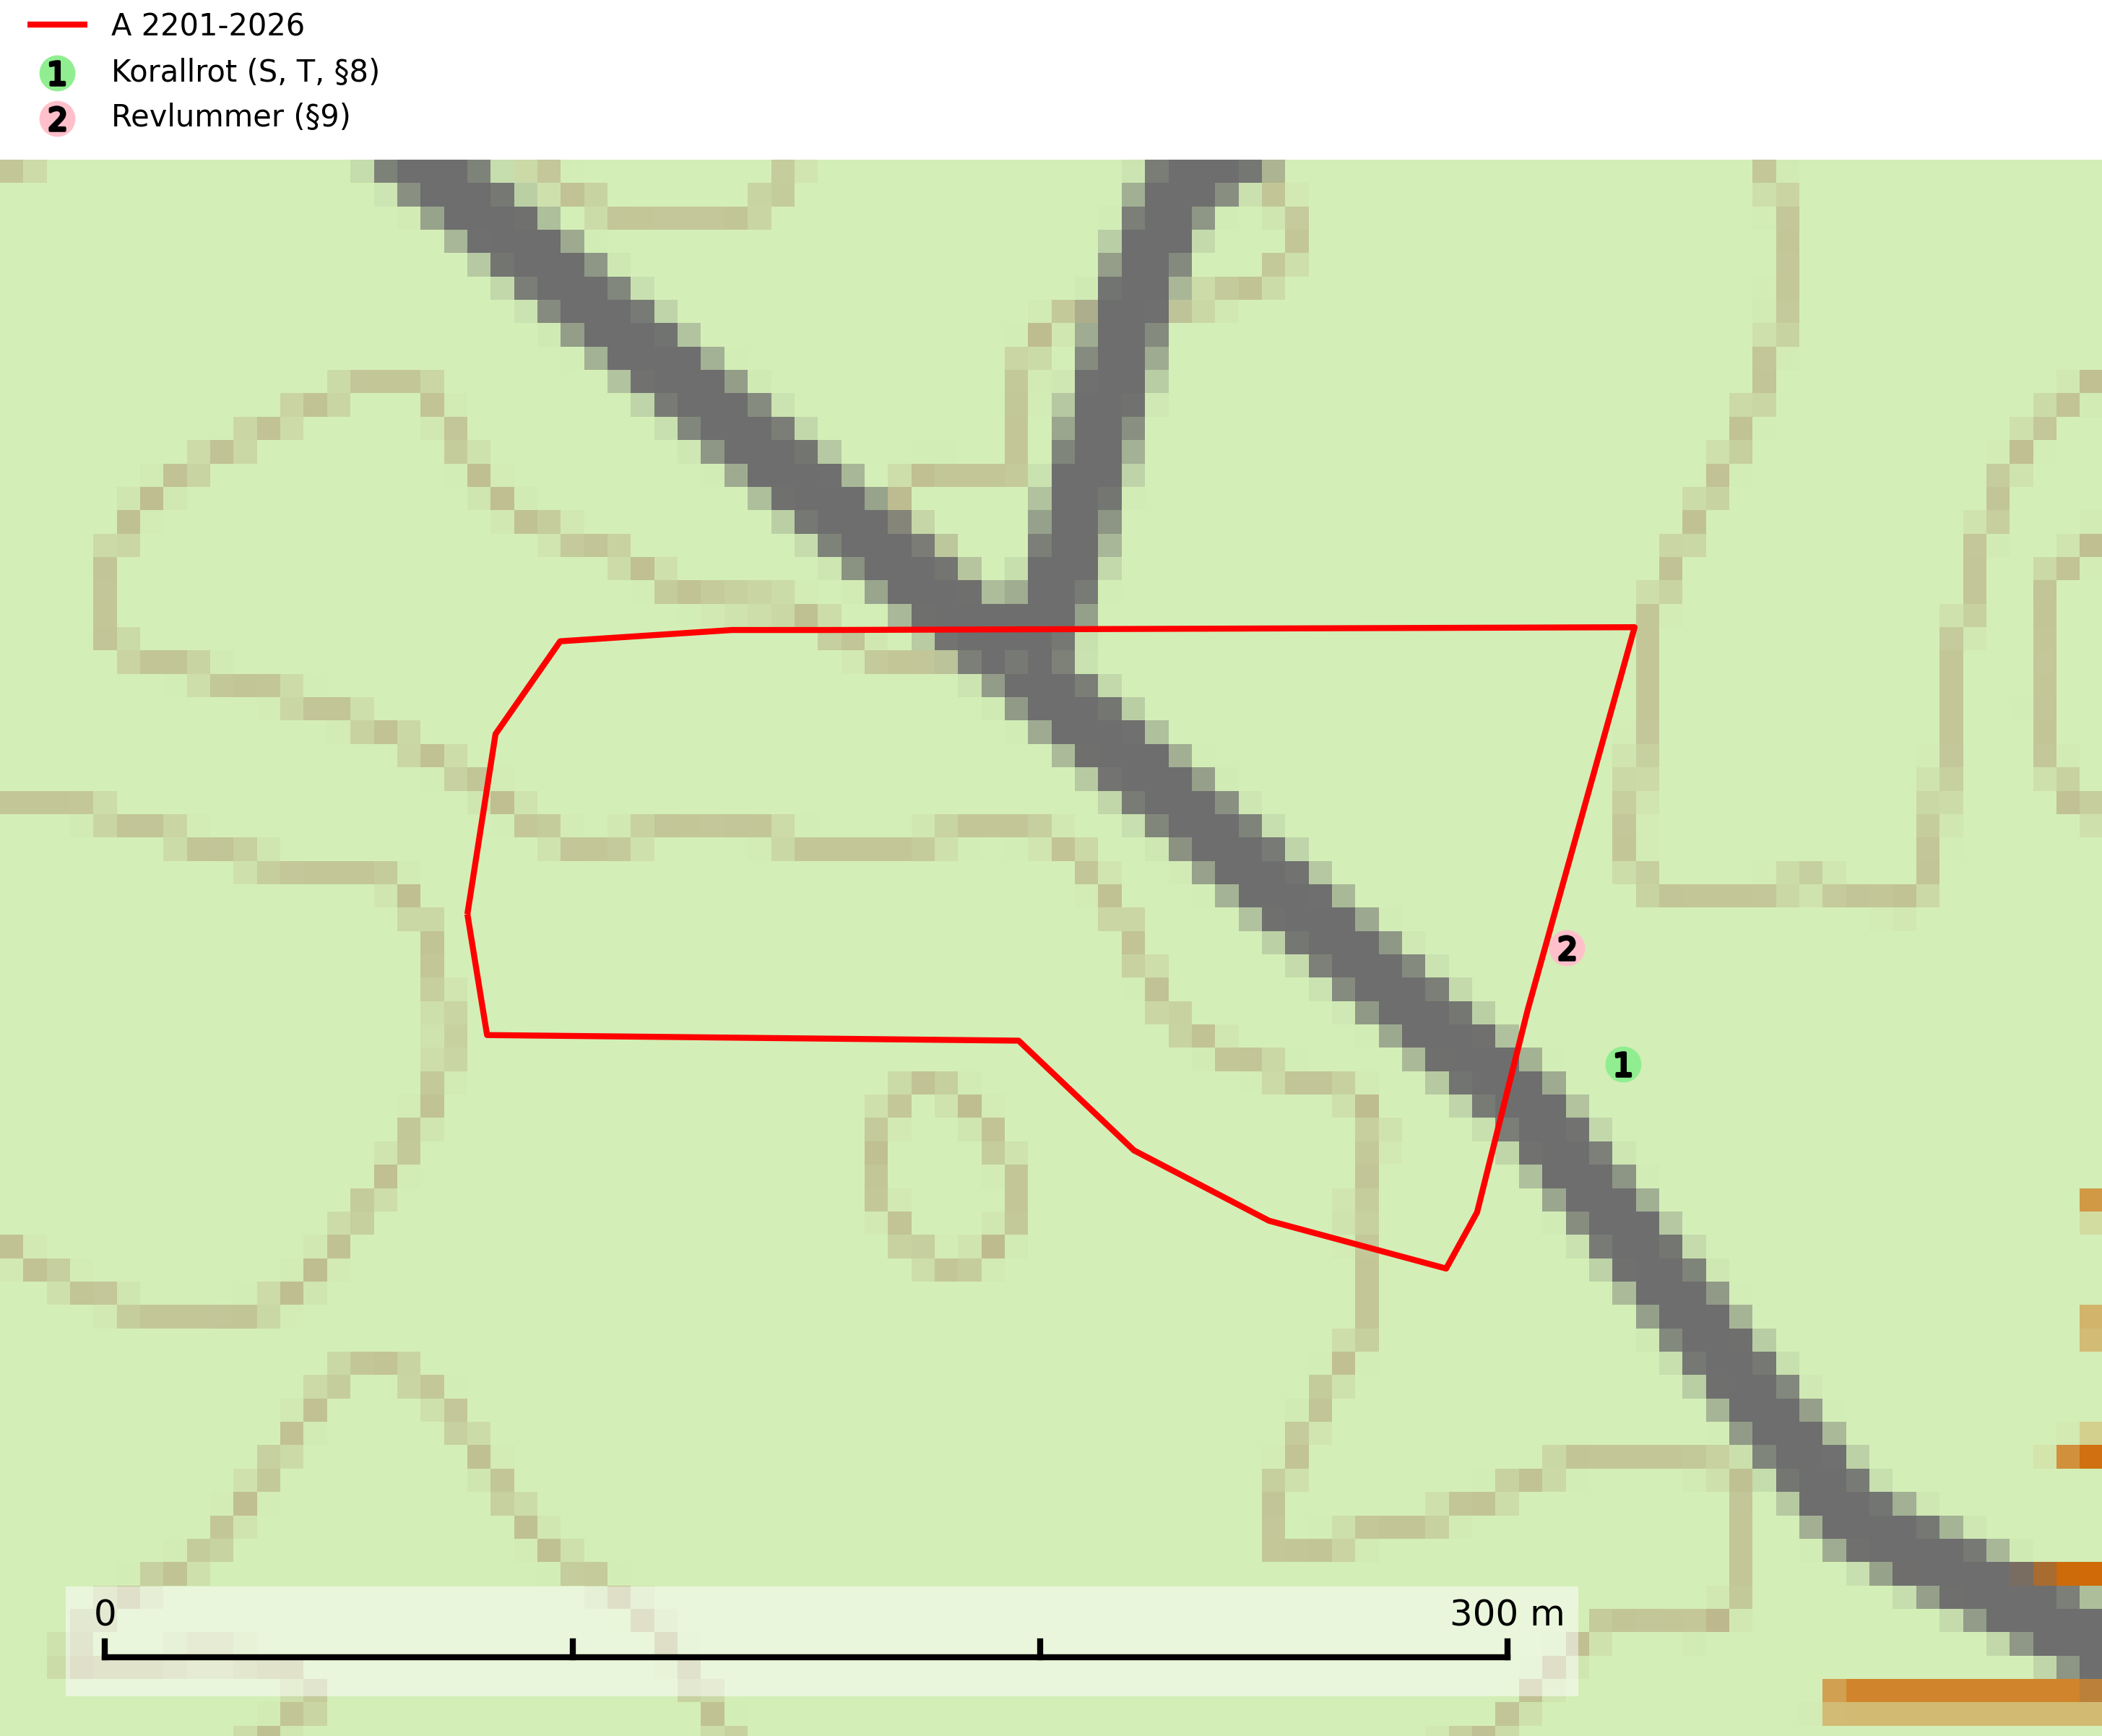 A 2201-2026
1 Korallrot (S, T, §8)
2 Revlummer (§9)
2
1
0 300 m